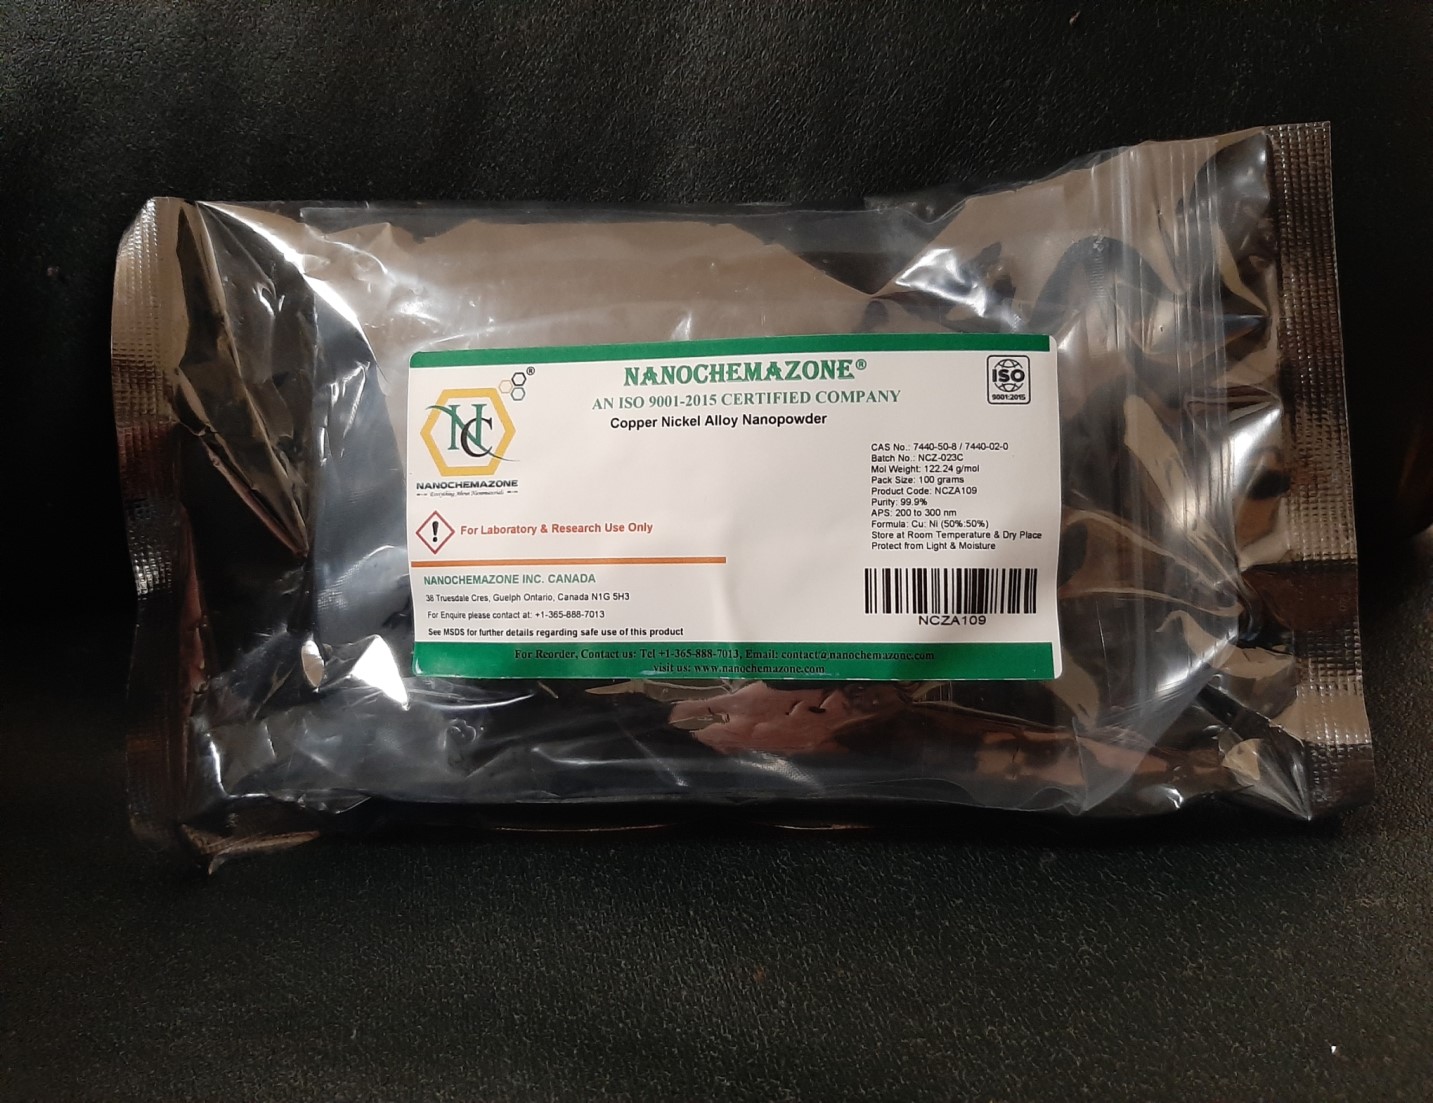 NANOCHEMAZONE®
AN ISO 9001-2015 CERTIFIED COMPANY
Copper Nickel Alloy Nanopowder
ISO
9001:2015
®
NC
NANOCHEMAZONE
Everything About Nanomaterials
CAS No.: 7440-50-8 / 7440-02-0
Batch No.: NCZ-023C
Mol Weight: 122.24 g/mol
Pack Size: 100 grams
Product Code: NCZA109
Purity: 99.9%
APS: 200 to 300 nm
Formula: Cu: Ni (50%:50%)
Store at Room Temperature & Dry Place
Protect from Light & Moisture
For Laboratory & Research Use Only
NANOCHEMAZONE INC. CANADA
38 Truesdale Cres, Guelph Ontario, Canada N1G 5H3
For Enquire please contact at: +1-365-888-7013
See MSDS for further details regarding safe use of this product
NCZA109
For Reorder, Contact us: Tel +1-365-888-7013, Email: contact@nanochemazone.com
visit us: www.nanochemazone.com